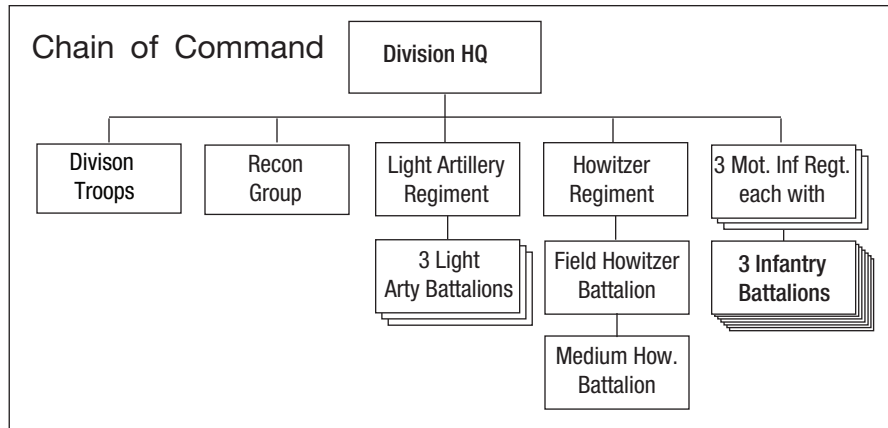 Chain of Command
Division HQ
Divison
Troops
Recon
Group
Light Artillery
Regiment
Howitzer
Regiment
3 Mot. Inf Regt.
each with
3 Light
Arty Battalions
Field Howitzer
Battalion
3 Infantry
Battalions
Medium How.
Battalion